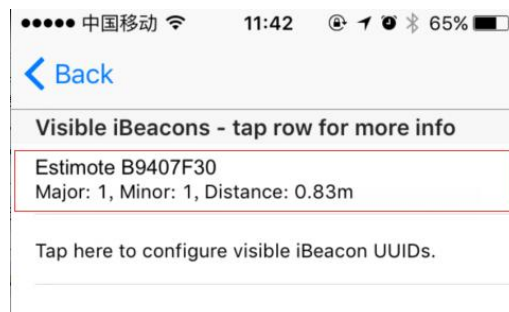 中国移动 11:42 65%
Back
Visible iBeacons - tap row for more info
Estimote B9407F30
Major: 1, Minor: 1, Distance: 0.83m
Tap here to configure visible iBeacon UUIDs.